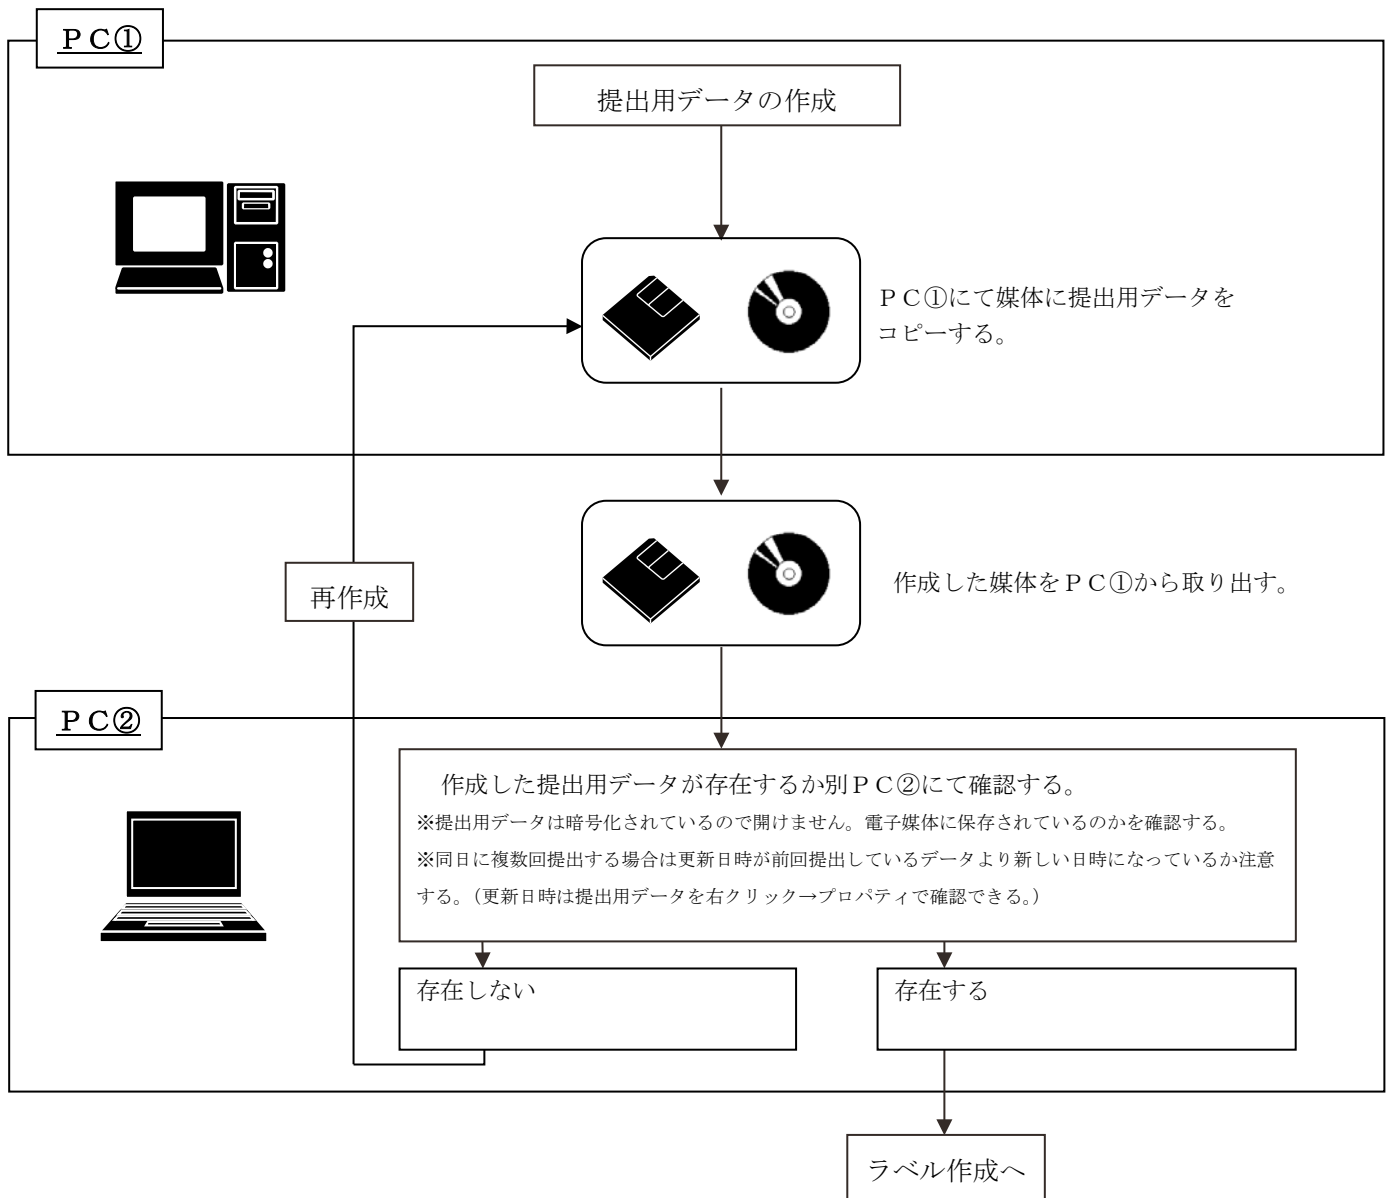 ＰＣ①
提出用データの作成
ＰＣ①にて媒体に提出用データを
コピーする。
作成した媒体をＰＣ①から取り出す。
再作成
ＰＣ②
作成した提出用データが存在するか別ＰＣ②にて確認する。
※提出用データは暗号化されているので開けません。電子媒体に保存されているのかを確認する。
※同日に複数回提出する場合は更新日時が前回提出しているデータより新しい日時になっているか注意
する。（更新日時は提出用データを右クリック→プロパティで確認できる。）
存在しない
存在する
ラベル作成へ